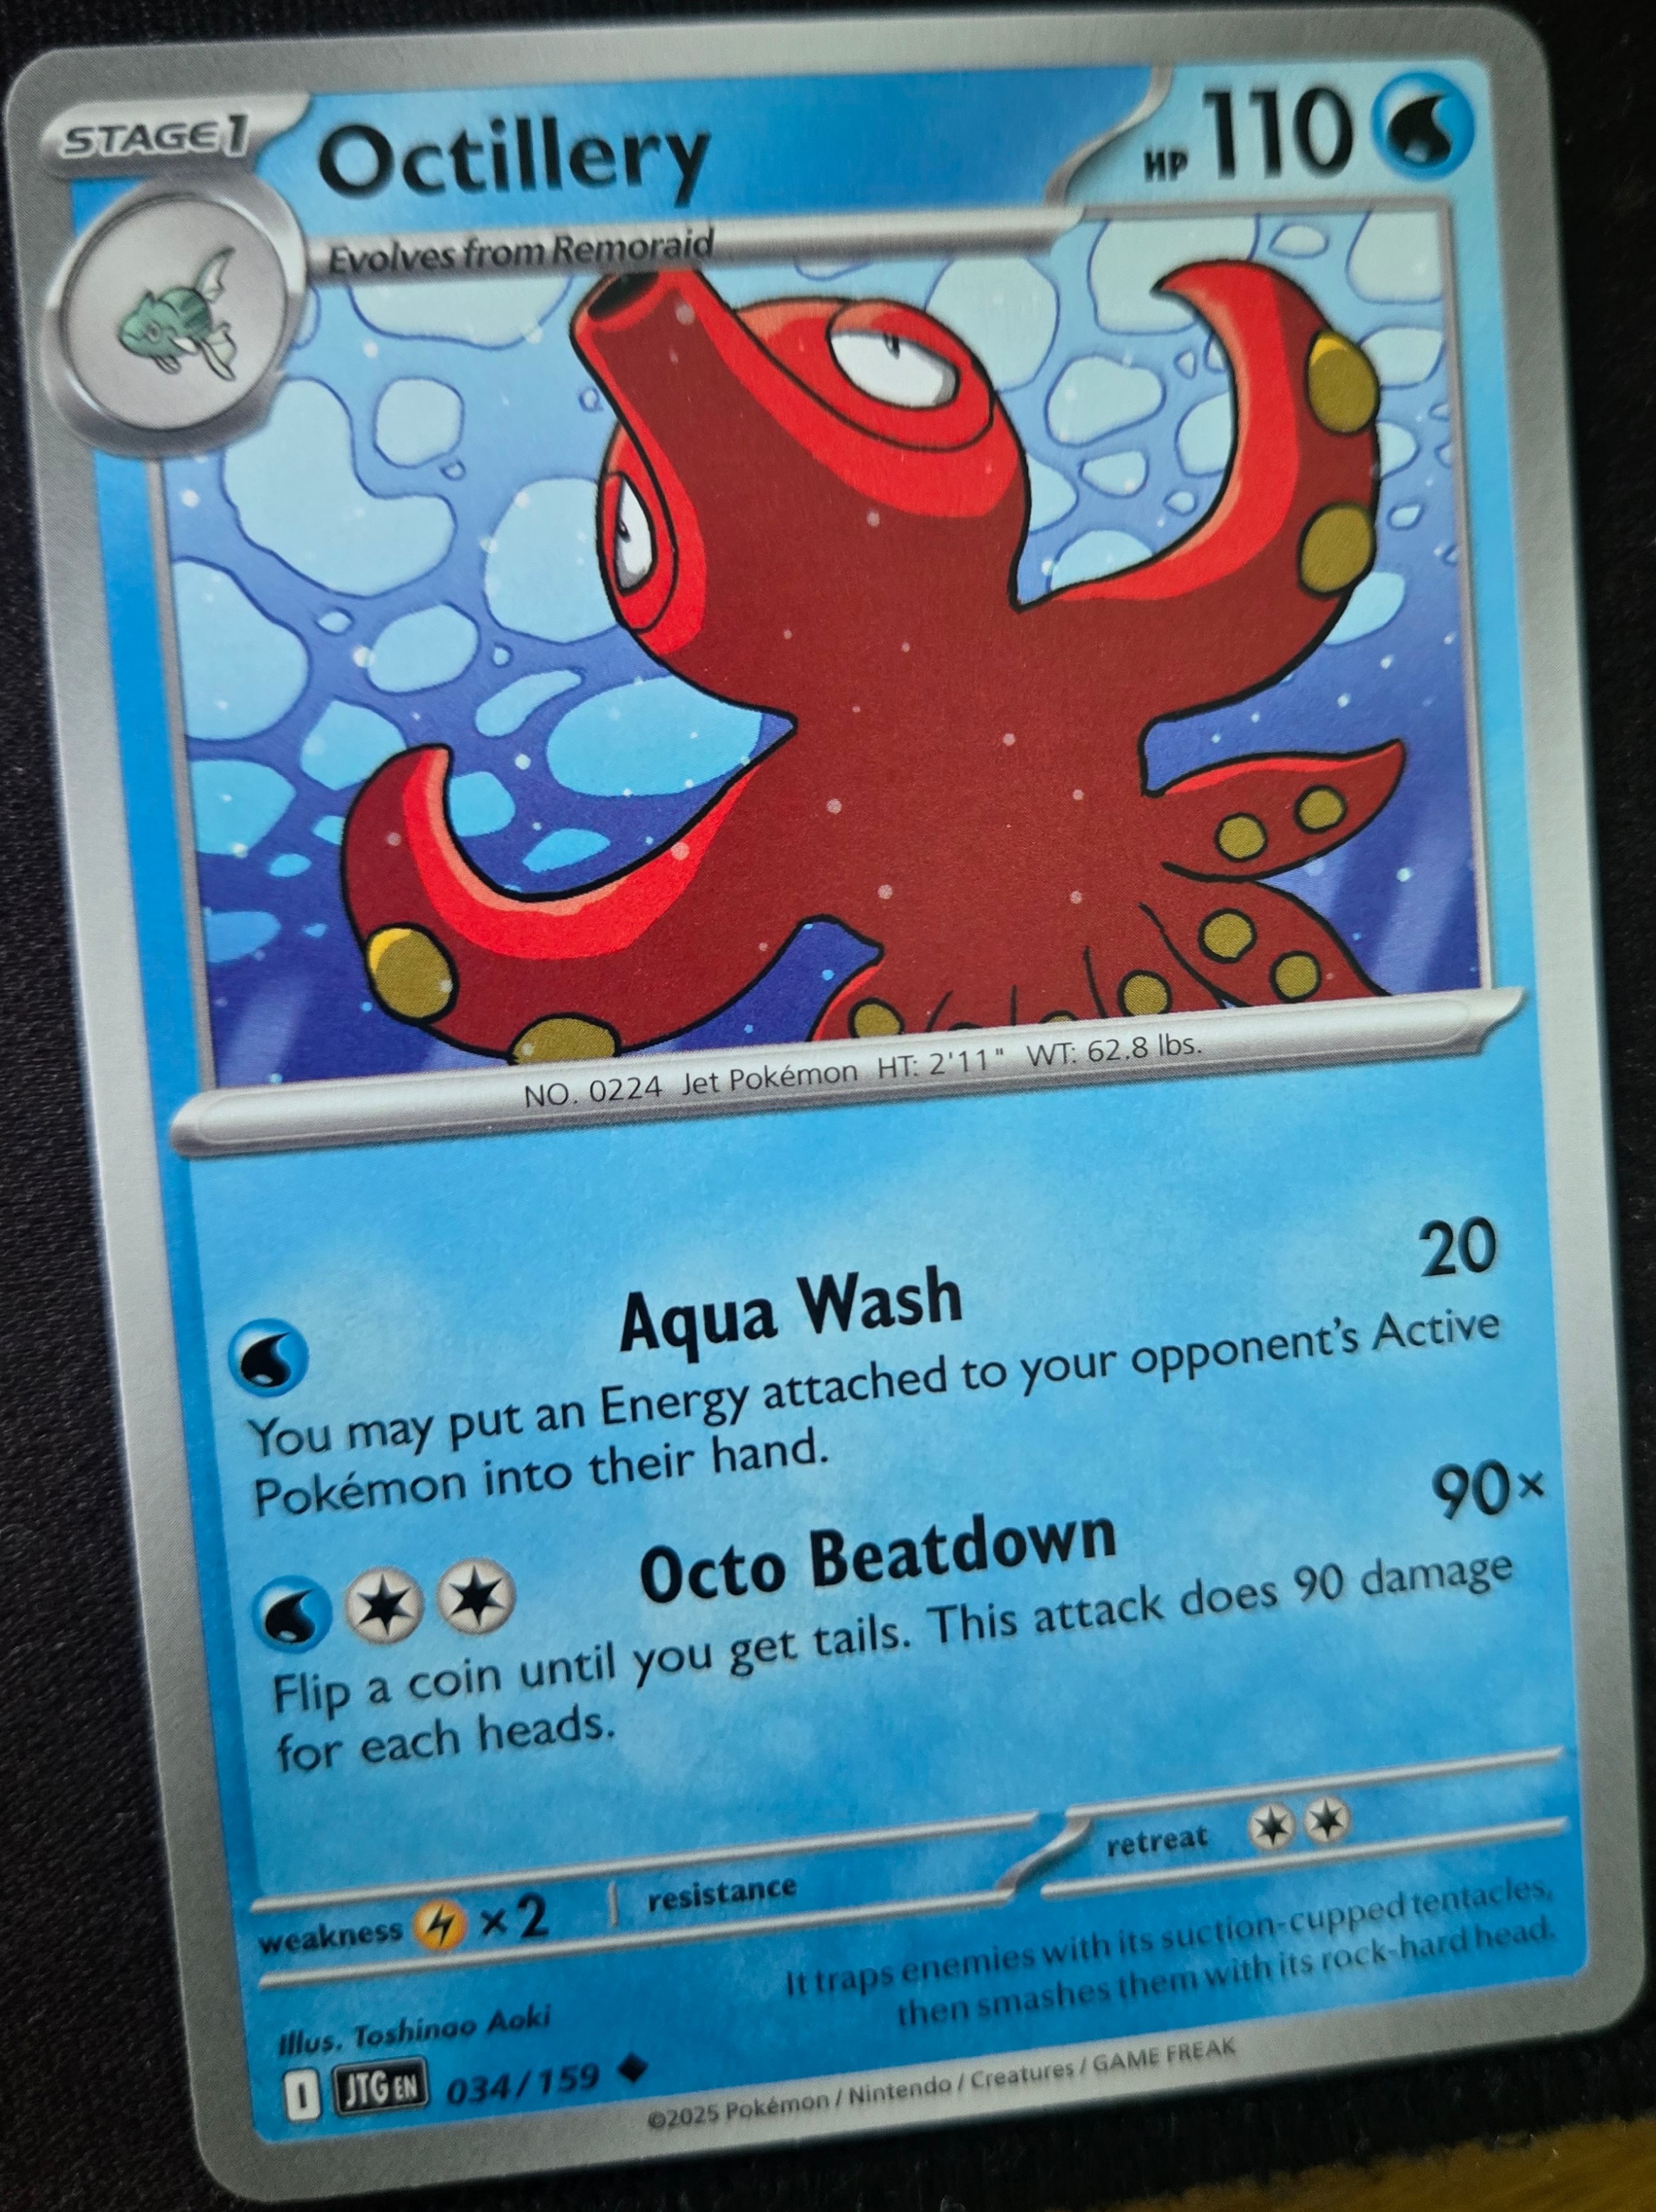 STAGE1
Octillery
HP 110
Evolves from Remoraid
NO. 0224 Jet Pokémon HT: 2'11" WT: 62.8 lbs.
Aqua Wash 20
You may put an Energy attached to your opponent's Active
Pokémon into their hand.
Octo Beatdown 90×
Flip a coin until you get tails. This attack does 90 damage
for each heads.
weakness ×2 resistance retreat
It traps enemies with its suction-cupped tentacles,
then smashes them with its rock-hard head.
Illus. Toshinao Aoki
I JTG EN 034/159
©2025 Pokémon / Nintendo / Creatures / GAME FREAK